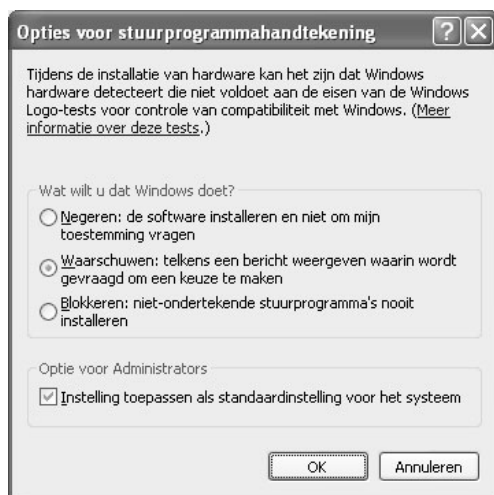 Opties voor stuurprogrammahandtekening
Tijdens de installatie van hardware kan het zijn dat Windows
hardware detecteert die niet voldoet aan de eisen van de Windows
Logo-tests voor controle van compatibiliteit met Windows. (Meer
informatie over deze tests.)
Wat wilt u dat Windows doet?
Negeren: de software installeren en niet om mijn
toestemming vragen
Waarschuwen: telkens een bericht weergeven waarin wordt
gevraagd om een keuze te maken
Blokkeren: niet-ondertekende stuurprogramma's nooit
installeren
Optie voor Administrators
Instelling toepassen als standaardinstelling voor het systeem
OK
Annuleren